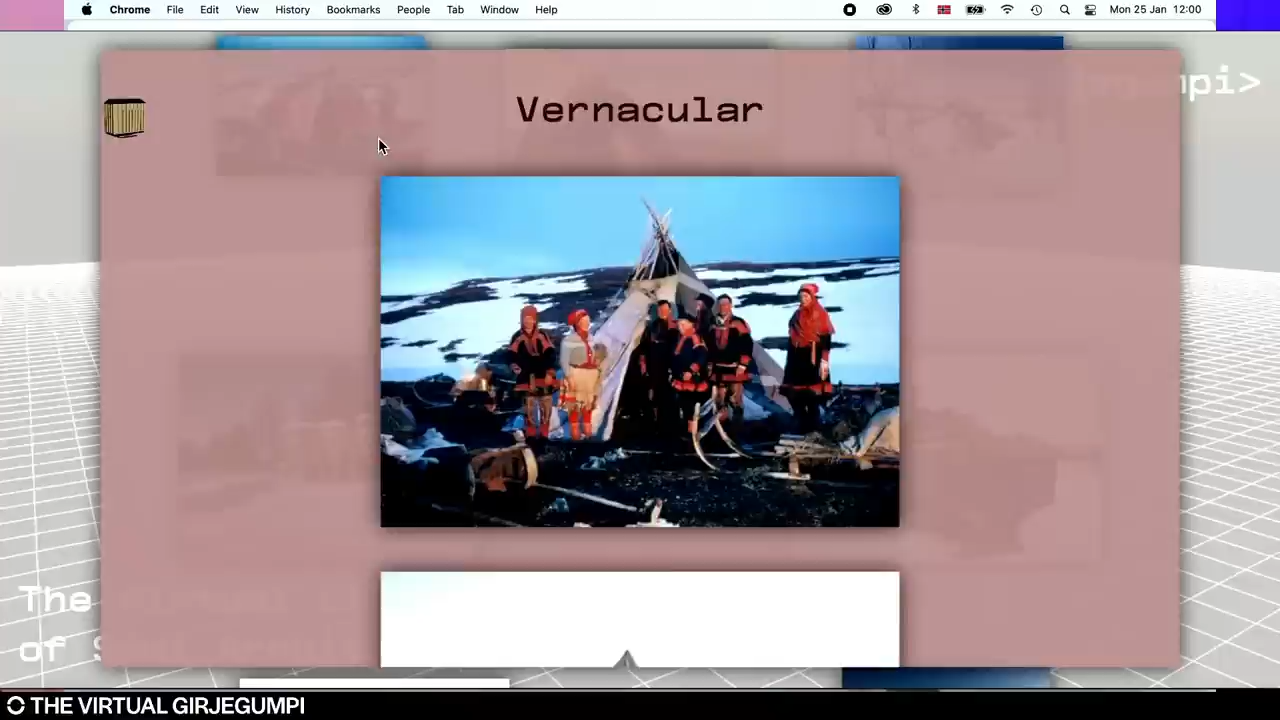 Chrome File Edit View History Bookmarks People Tab Window Help Mon 25 Jan 12:00
mpi>
Vernacular
The
of
THE VIRTUAL GIRJEGUMPI